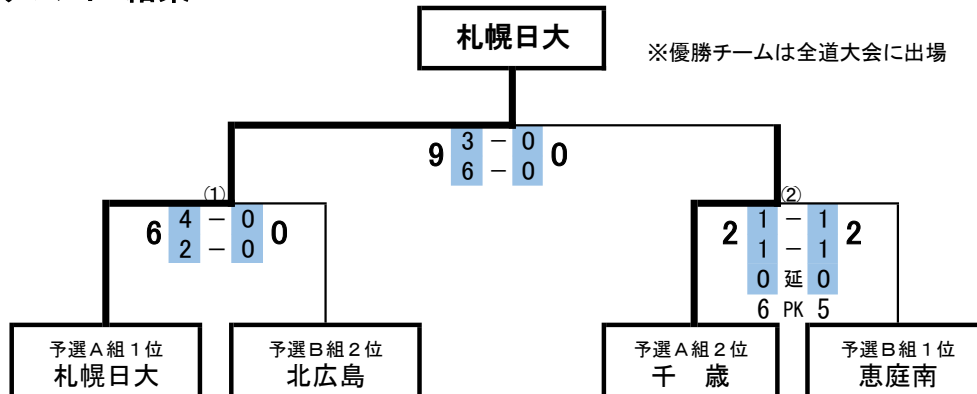 札幌日大
※優勝チームは全道大会に出場
9 3 － 0 0
6 － 0
(1)
6 4 － 0 0
2 － 0
(2)
2 1 － 1 2
1 － 1
0 延 0
6 PK 5
予選Ａ組１位
札幌日大
予選Ｂ組２位
北広島
予選Ａ組２位
千　歳
予選Ｂ組１位
恵庭南